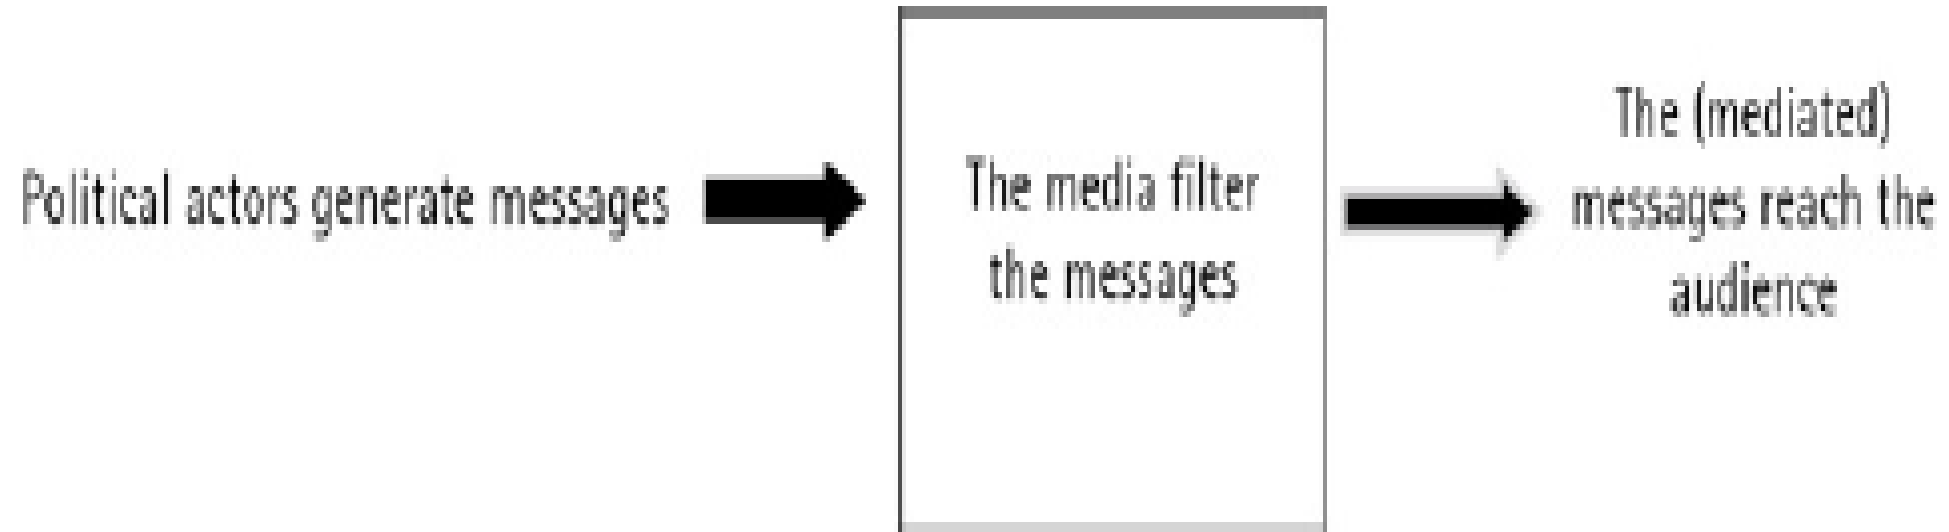 Political actors generate messages
The media filter
the messages
The (mediated)
messages reach the
audience